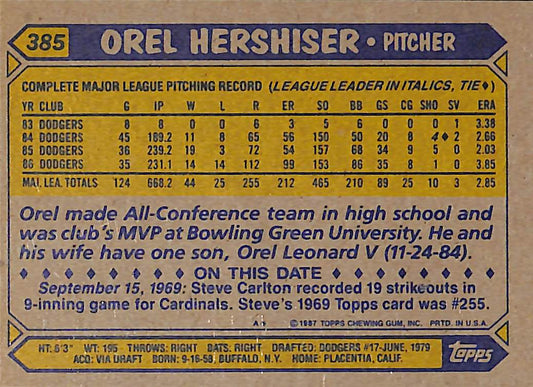 385 OREL HERSHISER • PITCHER
COMPLETE MAJOR LEAGUE PITCHING RECORD (LEAGUE LEADER IN ITALICS, TIE♦)
YR CLUB G IP W L R ER SO BB GS CG SHO SV ERA
83 DODGERS 8 8 0 0 6 3 5 6 0 0 0 1 3.38
84 DODGERS 45 189.2 11 8 65 56 150 50 20 8 4♦ 2 2.66
85 DODGERS 36 239.2 19 3 72 54 157 68 34 9 5 0 2.03
86 DODGERS 35 231.1 14 14 112 99 153 86 35 8 1 0 3.85
MAJ. LEA. TOTALS 124 668.2 44 25 255 212 465 210 89 25 10 3 2.85
Orel made All-Conference team in high school and
was club's MVP at Bowling Green University. He and
his wife have one son, Orel Leonard V (11-24-84).
♦ ♦ ♦ ♦ ♦ ♦ ♦ ♦ ON THIS DATE ♦ ♦ ♦ ♦ ♦ ♦ ♦ ♦
September 15, 1969: Steve Carlton recorded 19 strikeouts in
9-inning game for Cardinals. Steve's 1969 Topps card was #255.
©1987 TOPPS CHEWING GUM, INC. PRTD. IN U.S.A.
HT: 6'3" WT: 195 THROWS: RIGHT BATS: RIGHT DRAFTED: DODGERS #17-JUNE, 1979
ACQ: VIA DRAFT BORN: 9-16-58, BUFFALO, N.Y. HOME: PLACENTIA, CALIF.
topps